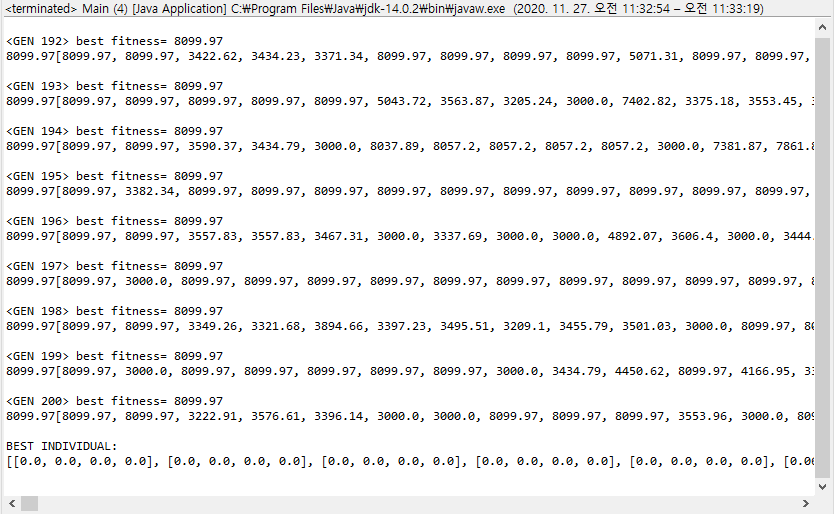 <terminated> Main (4) [Java Application] C:₩Program Files₩Java₩jdk-14.0.2₩bin₩javaw.exe  (2020. 11. 27. 오전 11:32:54 – 오전 11:33:19)
<GEN 192> best fitness= 8099.97
8099.97[8099.97, 8099.97, 3422.62, 3434.23, 3371.34, 8099.97, 8099.97, 8099.97, 5071.31, 8099.97, 8099.97,
<GEN 193> best fitness= 8099.97
8099.97[8099.97, 8099.97, 8099.97, 8099.97, 8099.97, 5043.72, 3563.87, 3205.24, 3000.0, 7402.82, 3375.18, 3553.45,
<GEN 194> best fitness= 8099.97
8099.97[8099.97, 8099.97, 3590.37, 3434.79, 3000.0, 8037.89, 8057.2, 8057.2, 8057.2, 8057.2, 3000.0, 7381.87, 7861.8
<GEN 195> best fitness= 8099.97
8099.97[8099.97, 3382.34, 8099.97, 8099.97, 8099.97, 8099.97, 8099.97, 8099.97, 8099.97, 8099.97, 8099.97,
<GEN 196> best fitness= 8099.97
8099.97[8099.97, 8099.97, 3557.83, 3557.83, 3467.31, 3000.0, 3337.69, 3000.0, 3000.0, 4892.07, 3606.4, 3000.0, 3444.
<GEN 197> best fitness= 8099.97
8099.97[8099.97, 3000.0, 8099.97, 8099.97, 8099.97, 8099.97, 8099.97, 8099.97, 8099.97, 8099.97, 8099.97, 8
<GEN 198> best fitness= 8099.97
8099.97[8099.97, 8099.97, 3349.26, 3321.68, 3894.66, 3397.23, 3495.51, 3209.1, 3455.79, 3501.03, 3000.0, 8099.97, 80
<GEN 199> best fitness= 8099.97
8099.97[8099.97, 3000.0, 8099.97, 8099.97, 8099.97, 8099.97, 8099.97, 3000.0, 3434.79, 4450.62, 8099.97, 4166.95, 33
<GEN 200> best fitness= 8099.97
8099.97[8099.97, 8099.97, 3222.91, 3576.61, 3396.14, 3000.0, 3000.0, 8099.97, 8099.97, 8099.97, 3553.96, 3000.0, 809
BEST INDIVIDUAL:
[[0.0, 0.0, 0.0, 0.0], [0.0, 0.0, 0.0, 0.0], [0.0, 0.0, 0.0, 0.0], [0.0, 0.0, 0.0, 0.0], [0.0, 0.0, 0.0, 0.0], [0.0